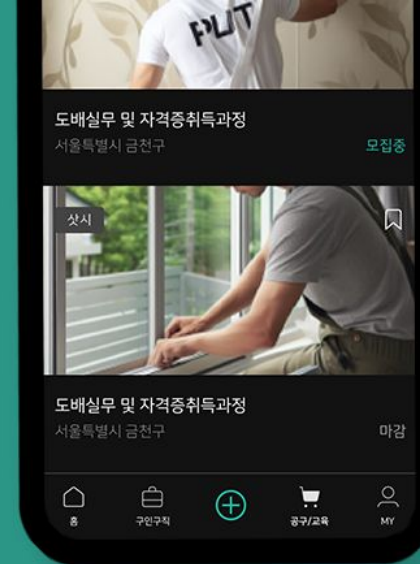 PUT
도배실무 및 자격증취득과정
서울특별시 금천구
모집중
샷시
도배실무 및 자격증취득과정
서울특별시 금천구
마감
홈
구인구직
공구/교육
MY